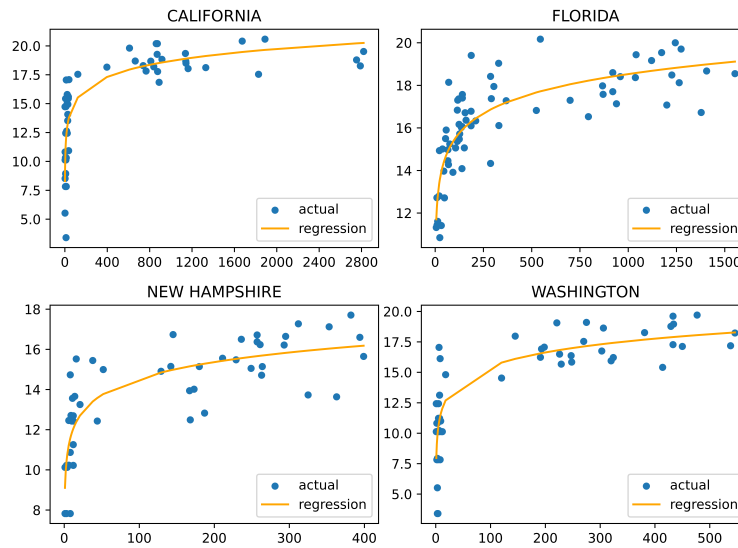 CALIFORNIA
20.0
17.5
15.0
12.5
10.0
7.5
5.0
0 400 800 1200 1600 2000 2400 2800
actual
regression
FLORIDA
20
18
16
14
12
0 250 500 750 1000 1250 1500
actual
regression
NEW HAMPSHIRE
18
16
14
12
10
8
0 100 200 300 400
actual
regression
WASHINGTON
20.0
17.5
15.0
12.5
10.0
7.5
5.0
0 100 200 300 400 500
actual
regression